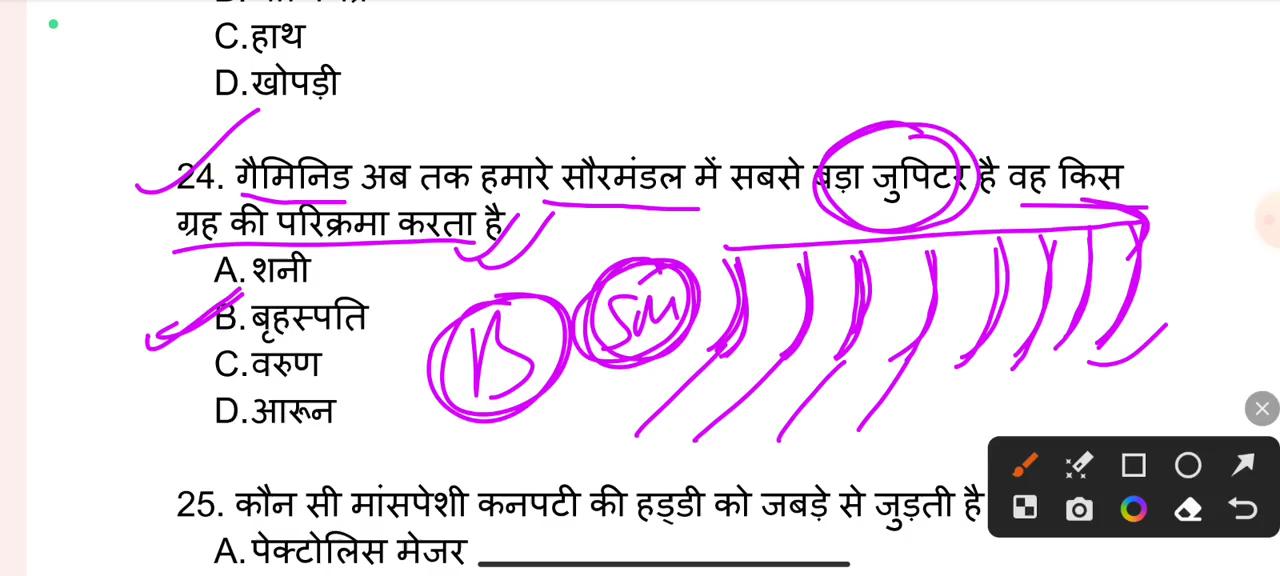 C.हाथ
D.खोपड़ी
24. गैमिनिड अब तक हमारे सौरमंडल में सबसे बड़ा जुपिटर है वह किस
ग्रह की परिक्रमा करता है
A.शनी
B.बृहस्पति
C.वरुण
D.आरून
B
SM
25. कौन सी मांसपेशी कनपटी की हड्डी को जबड़े से जुड़ती है
A.पेक्टोलिस मेजर